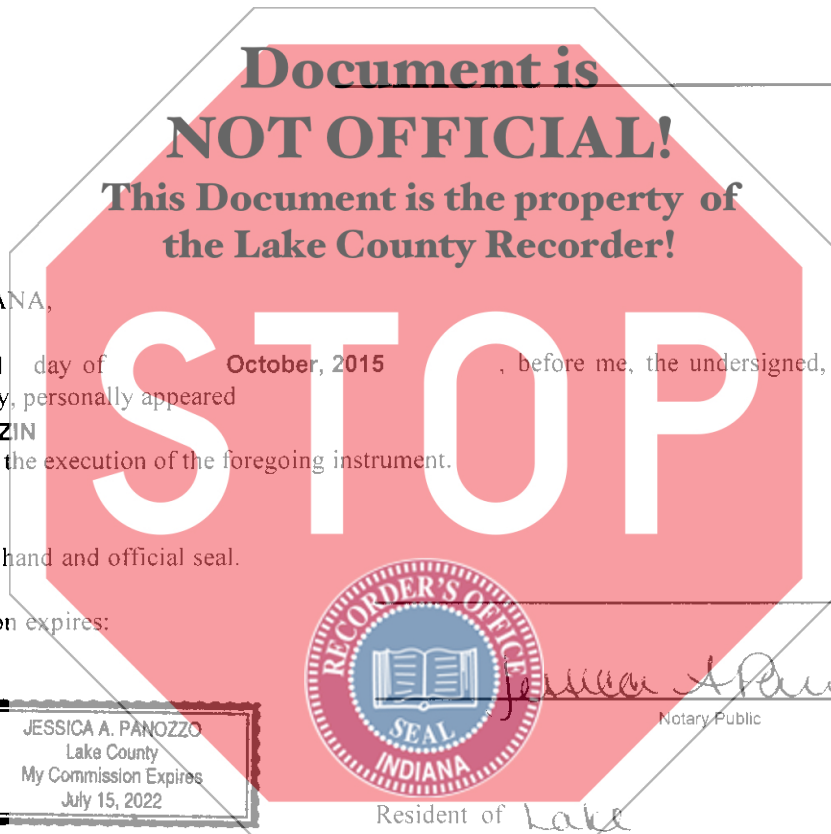 Document is
NOT OFFICIAL!
This Document is the property of
the Lake County Recorder!
ANA,
day of October, 2015 , before me, the undersigned,
y, personally appeared
ZIN
the execution of the foregoing instrument.
STOP
hand and official seal.
on expires:
RECORDER'S OFFICE
SEAL
INDIANA
Jessica A Pan
Notary Public
JESSICA A. PANOZZO
Lake County
My Commission Expires
July 15, 2022
Resident of Lake